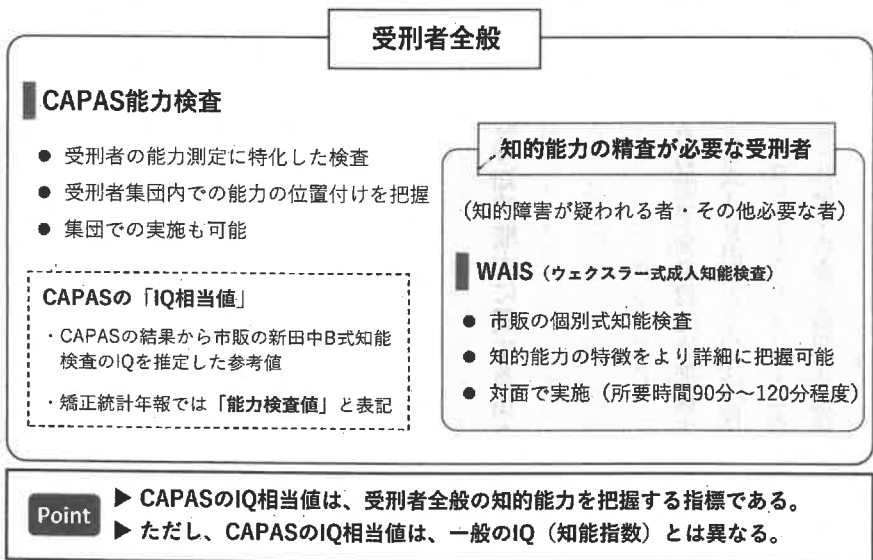 受刑者全般
CAPAS能力検査
● 受刑者の能力測定に特化した検査
● 受刑者集団内での能力の位置付けを把握
● 集団での実施も可能
CAPASの「IQ相当値」
・CAPASの結果から市販の新田中B式知能
検査のIQを推定した参考値
・矯正統計年報では「能力検査値」と表記
知的能力の精査が必要な受刑者
(知的障害が疑われる者・その他必要な者)
WAIS(ウェクスラー式成人知能検査)
● 市販の個別式知能検査
● 知的能力の特徴をより詳細に把握可能
● 対面で実施(所要時間90分~120分程度)
Point
▶ CAPASのIQ相当値は、受刑者全般の知的能力を把握する指標である。
▶ ただし、CAPASのIQ相当値は、一般のIQ(知能指数)とは異なる。